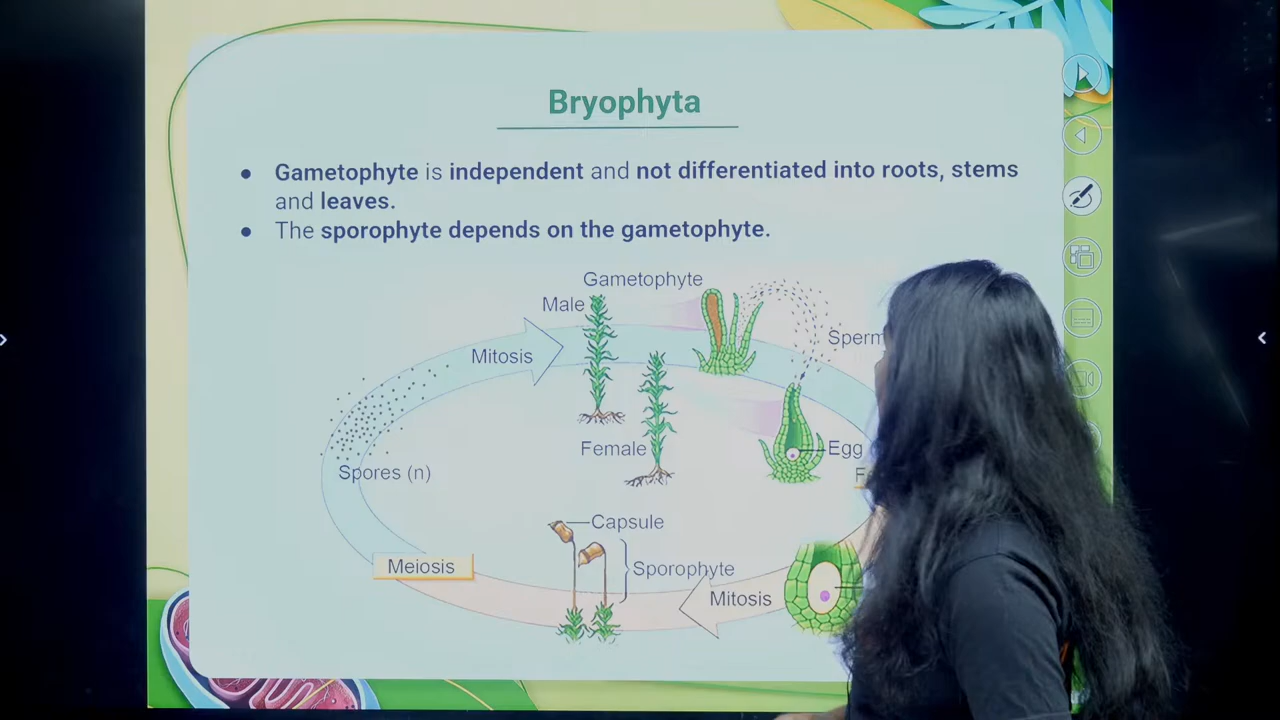 Bryophyta
● Gametophyte is independent and not differentiated into roots, stems
and leaves.
● The sporophyte depends on the gametophyte.
Gametophyte
Male
Sperm
Mitosis
Female
Egg
Spores (n)
Capsule
Meiosis
Sporophyte
Mitosis